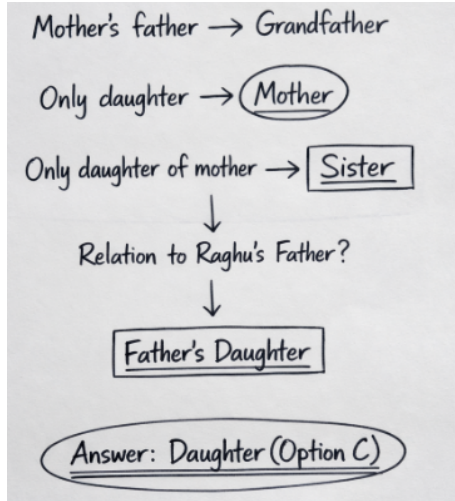 Mother's father → Grandfather
Only daughter → Mother
Only daughter of mother → Sister
↓
Relation to Raghu's Father?
↓
Father's Daughter
Answer: Daughter (Option C)